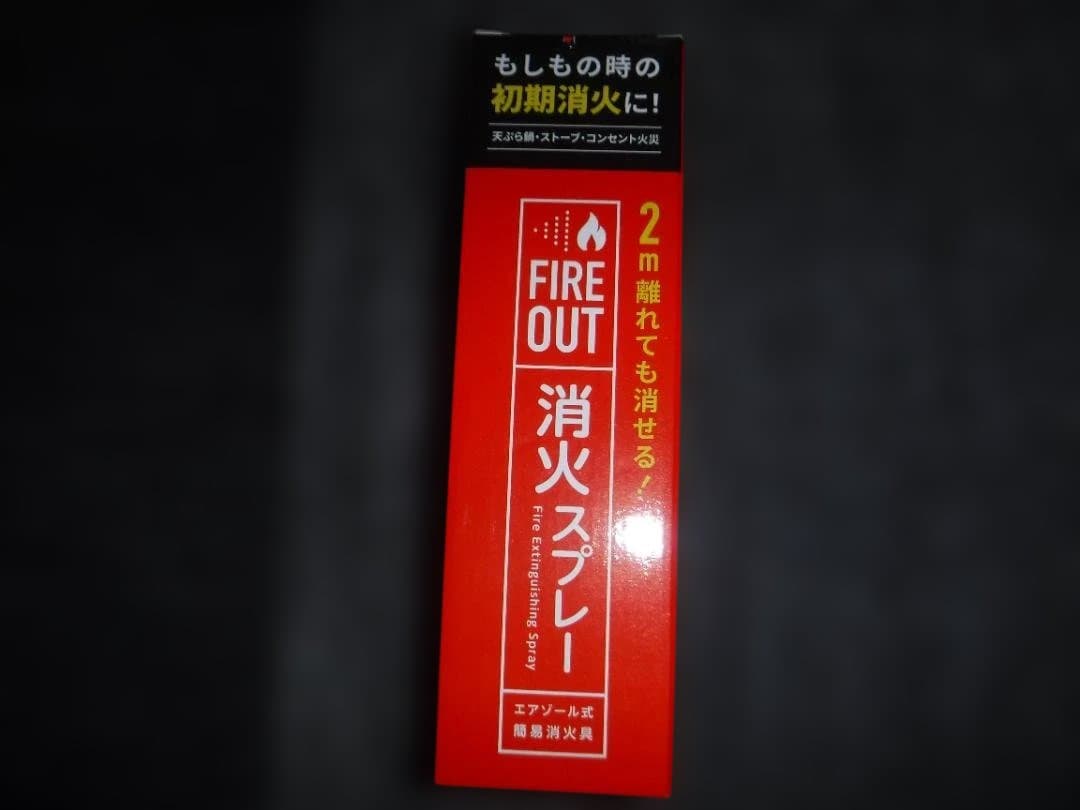 もしもの時の
初期消火に!
天ぷら鍋・ストーブ・コンセント火災
2m離れても消せる!
FIRE
OUT
消火スプレー
Fire Extinguishing Spray
エアゾール式
簡易消火具